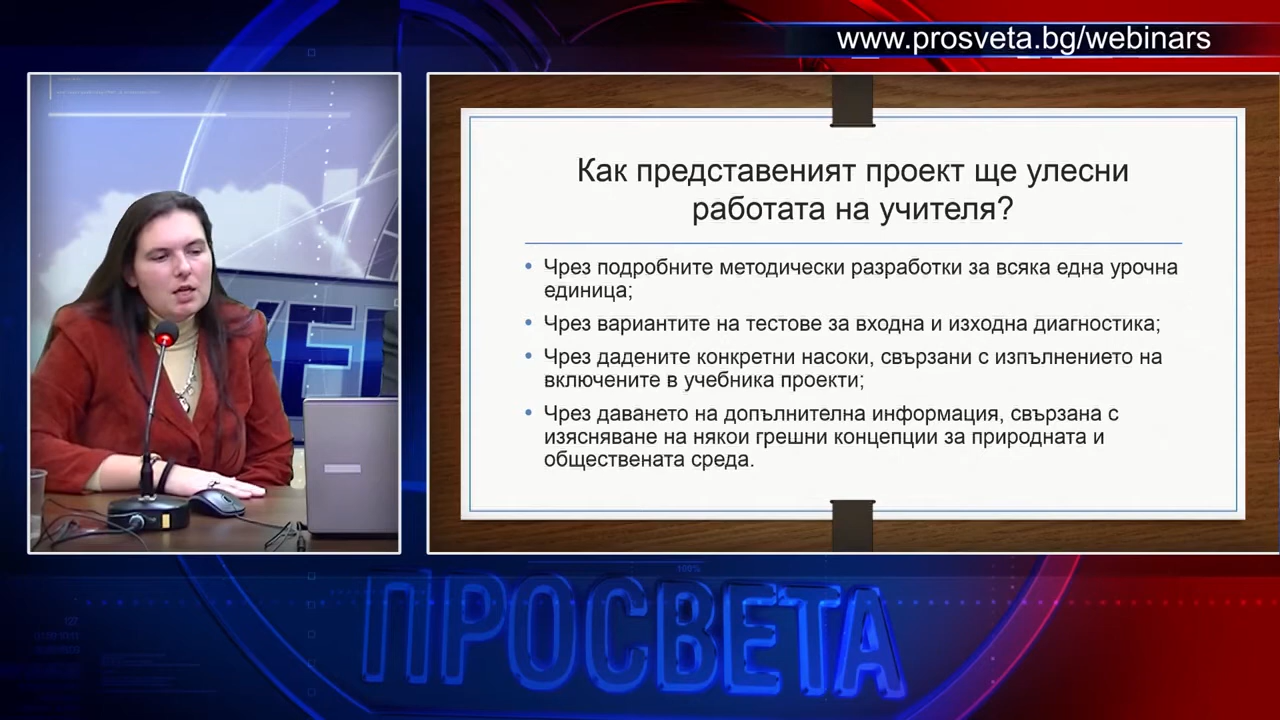 www.prosveta.bg/webinars
Как представеният проект ще улесни
работата на учителя?
• Чрез подробните методически разработки за всяка една урочна
единица;
• Чрез вариантите на тестове за входна и изходна диагностика;
• Чрез дадените конкретни насоки, свързани с изпълнението на
включените в учебника проекти;
• Чрез даването на допълнителна информация, свързана с
изясняване на някои грешни концепции за природната и
обществената среда.
ПРОСВЕТА